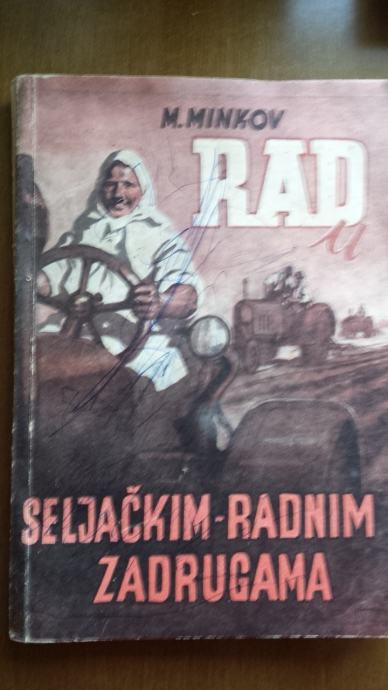 M. MINKOV
RAD
u
SELJAČKIM-RADNIM
ZADRUGAMA